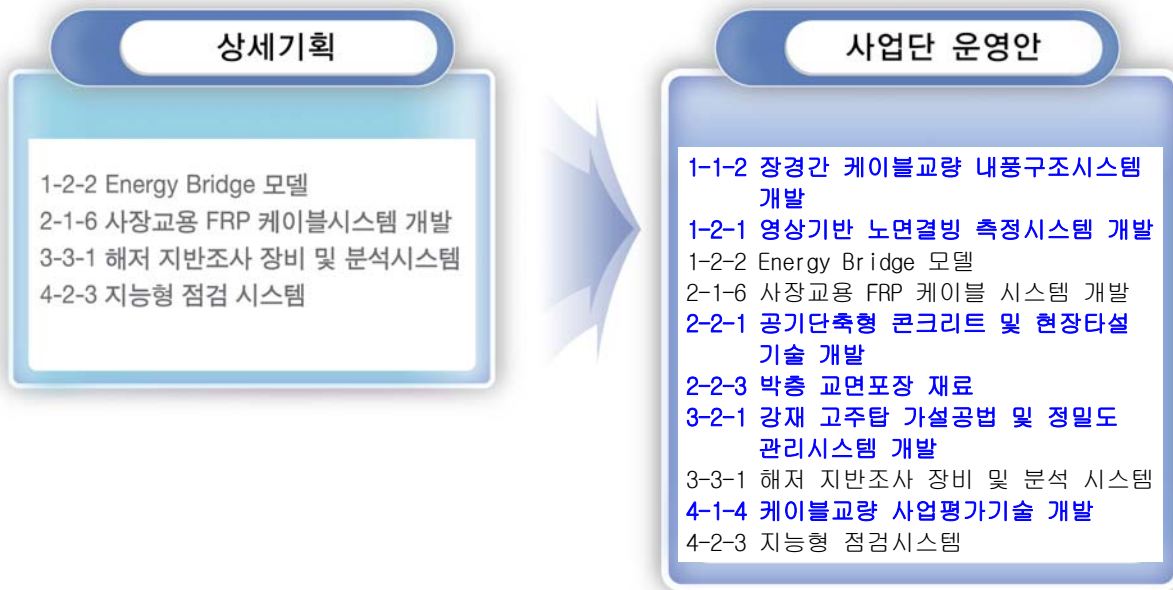 상세기획
1-2-2 Energy Bridge 모델
2-1-6 사장교용 FRP 케이블시스템 개발
3-3-1 해저 지반조사 장비 및 분석시스템
4-2-3 지능형 점검 시스템
사업단 운영안
1-1-2 장경간 케이블교량 내풍구조시스템
개발
1-2-1 영상기반 노면결빙 측정시스템 개발
1-2-2 Energy Bridge 모델
2-1-6 사장교용 FRP 케이블 시스템 개발
2-2-1 공기단축형 콘크리트 및 현장타설
기술 개발
2-2-3 박층 교면포장 재료
3-2-1 강재 고주탑 가설공법 및 정밀도
관리시스템 개발
3-3-1 해저 지반조사 장비 및 분석 시스템
4-1-4 케이블교량 사업평가기술 개발
4-2-3 지능형 점검시스템